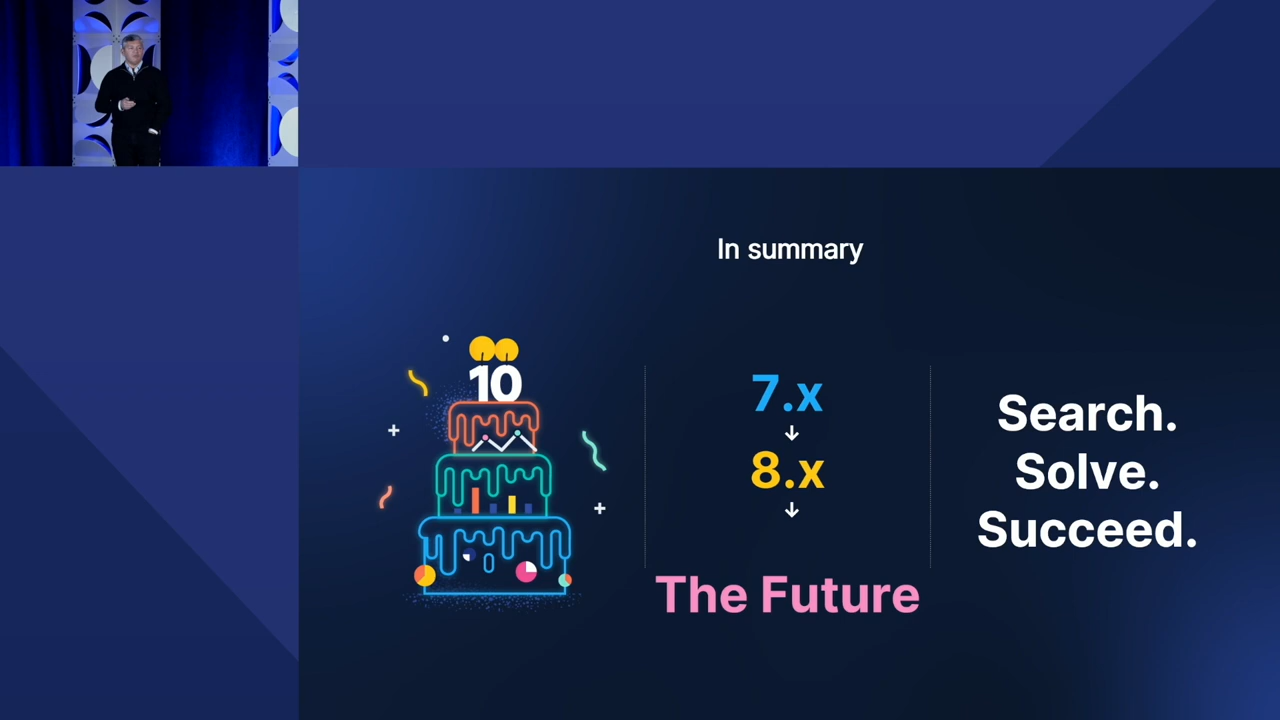 In summary
10
7.x
8.x
The Future
Search.
Solve.
Succeed.